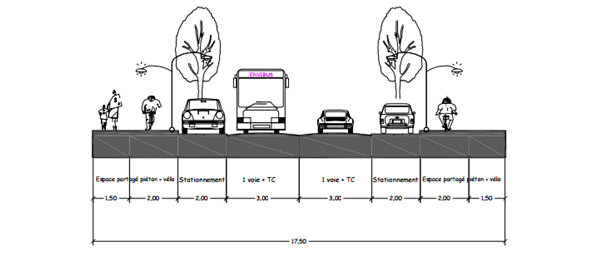 ENVIBUS
Espace partagé piéton + vélo Stationnement 1 voie + TC 1 voie + TC Stationnement Espace partagé piéton + vélo
1,50 2,00 2,00 3,00 3,00 2,00 2,00 1,50
17,50